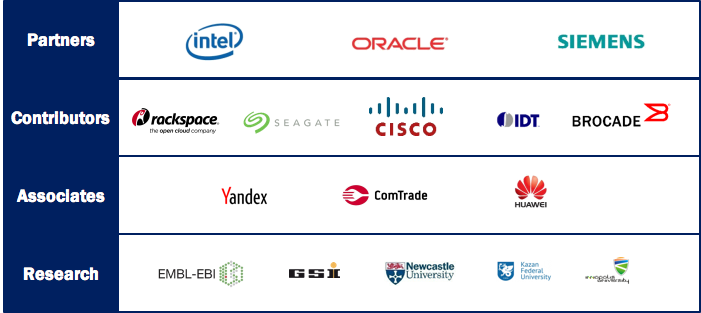 Partners
intel
ORACLE
SIEMENS
Contributors
rackspace.
the open cloud company
SEAGATE
CISCO
IDT
BROCADE
Associates
Yandex
ComTrade
HUAWEI
Research
EMBL-EBI
GSI
Newcastle
University
Kazan
Federal
University
innopolis
university